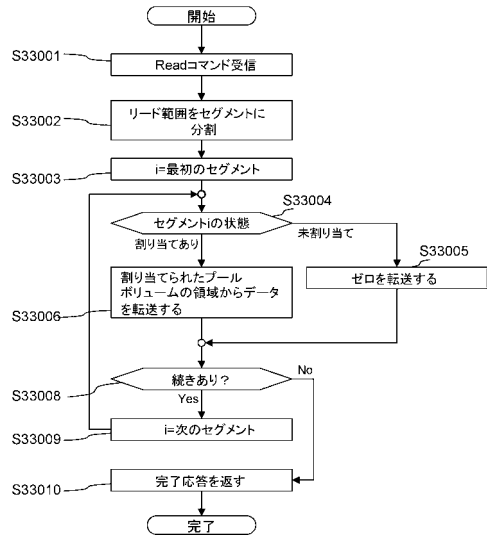 開始
S33001
Readコマンド受信
S33002
リード範囲をセグメントに
分割
S33003
i=最初のセグメント
S33004
セグメントiの状態
割り当てあり
未割り当て
S33005
ゼロを転送する
割り当てられたプール
ボリュームの領域からデータ
を転送する
S33006
続きあり?
No
S33008
Yes
i=次のセグメント
S33009
完了応答を返す
S33010
完了